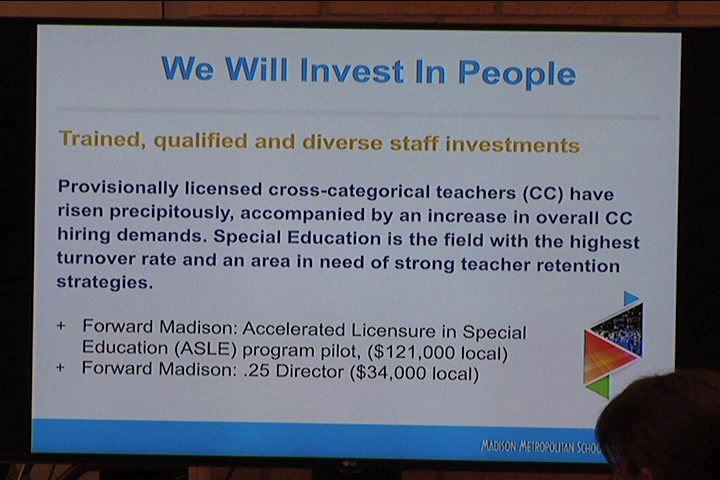 We Will Invest In People
Trained, qualified and diverse staff investments
Provisionally licensed cross-categorical teachers (CC) have
risen precipitously, accompanied by an increase in overall CC
hiring demands. Special Education is the field with the highest
turnover rate and an area in need of strong teacher retention
strategies.
+ Forward Madison: Accelerated Licensure in Special
Education (ASLE) program pilot, ($121,000 local)
+ Forward Madison: .25 Director ($34,000 local)
MADISON METROPOLITAN SCHOO
LG